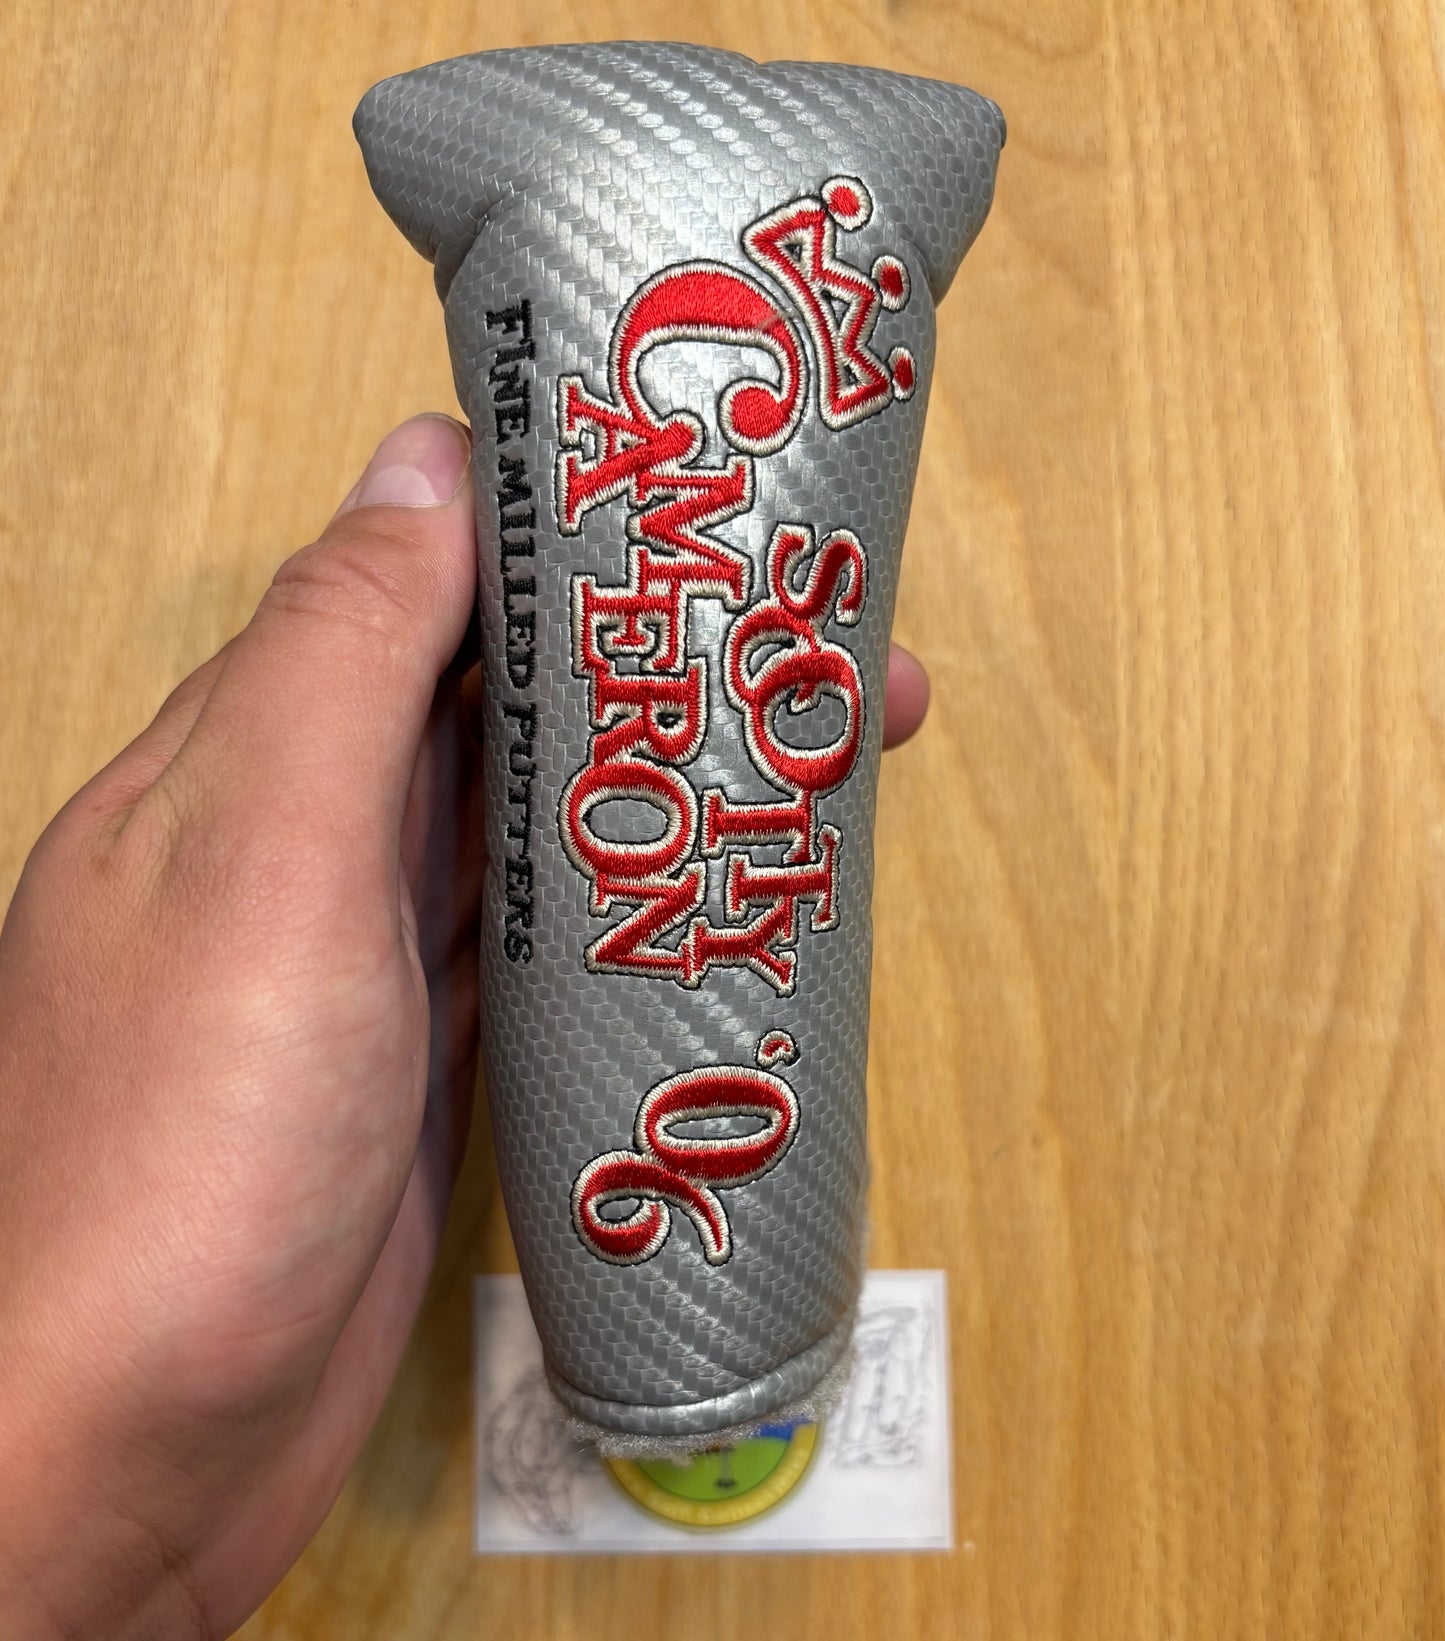 SCOTTY
CAMERON '06
FINE MILLED PUTTERS